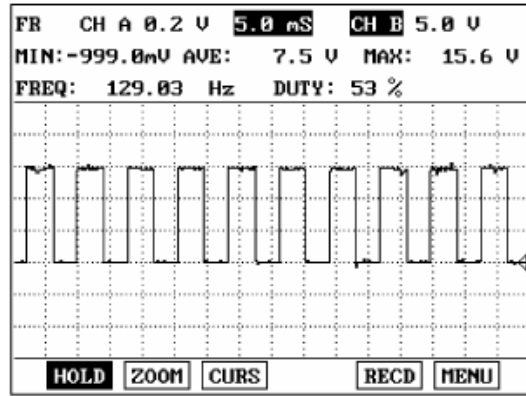 FR CH A 0.2 V 5.0 mS CH B 5.0 V
MIN:-999.0mV AVE: 7.5 V MAX: 15.6 V
FREQ: 129.03 Hz DUTY: 53 %
HOLD ZOOM CURS RECD MENU